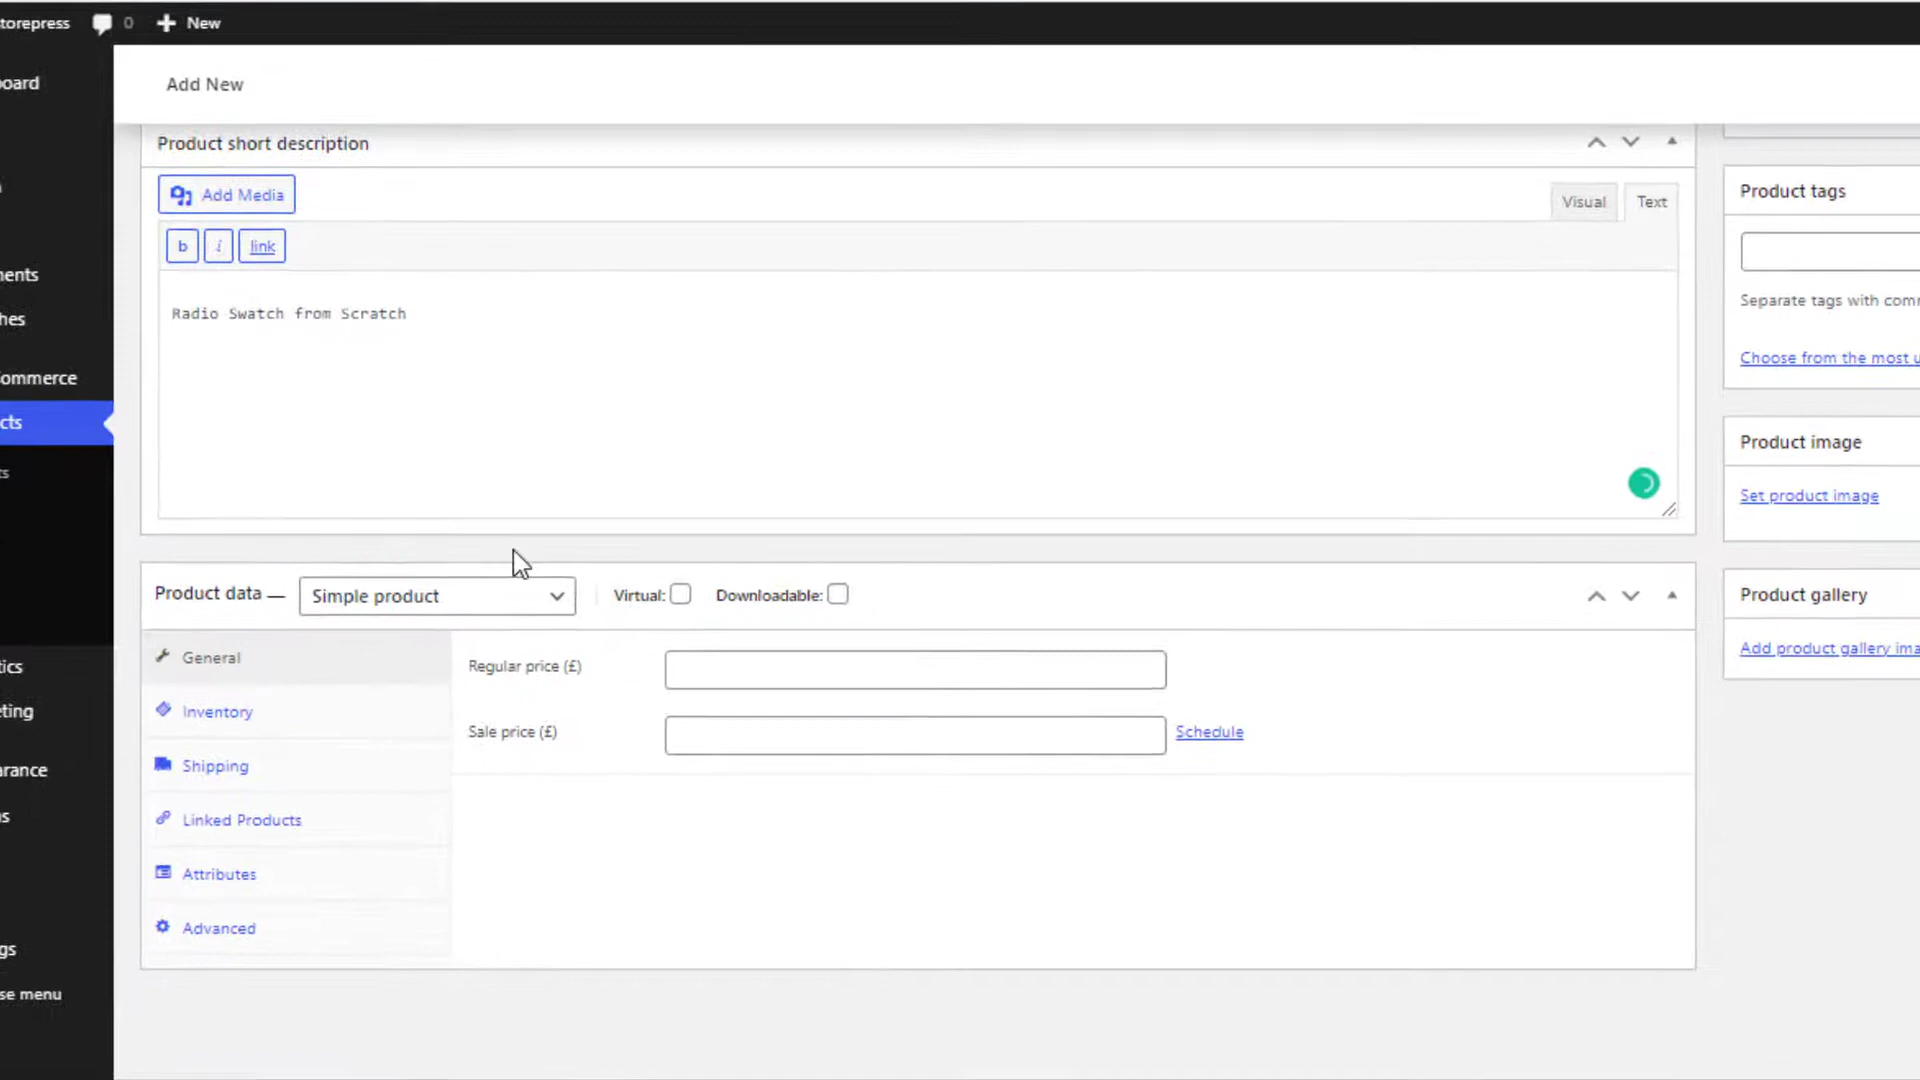 torepress 0 New
oard
Add New
Product short description
Add Media
Visual Text
b i link
Radio Swatch from Scratch
Product tags
Separate tags with comm
Choose from the most u
Product image
Set product image
Product gallery
Add product gallery ima
ents
hes
ommerce
cts
ts
tics
eting
arance
s
gs
se menu
Product data — Simple product Virtual: Downloadable:
General
Inventory
Shipping
Linked Products
Attributes
Advanced
Regular price (£)
Sale price (£) Schedule